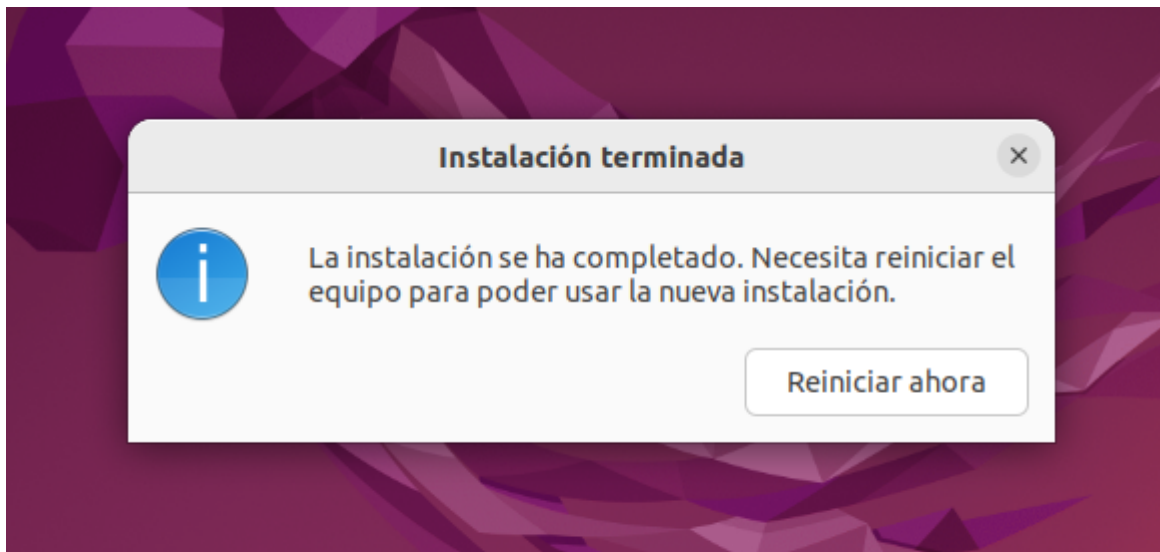 Instalación terminada
La instalación se ha completado. Necesita reiniciar el
equipo para poder usar la nueva instalación.
Reiniciar ahora